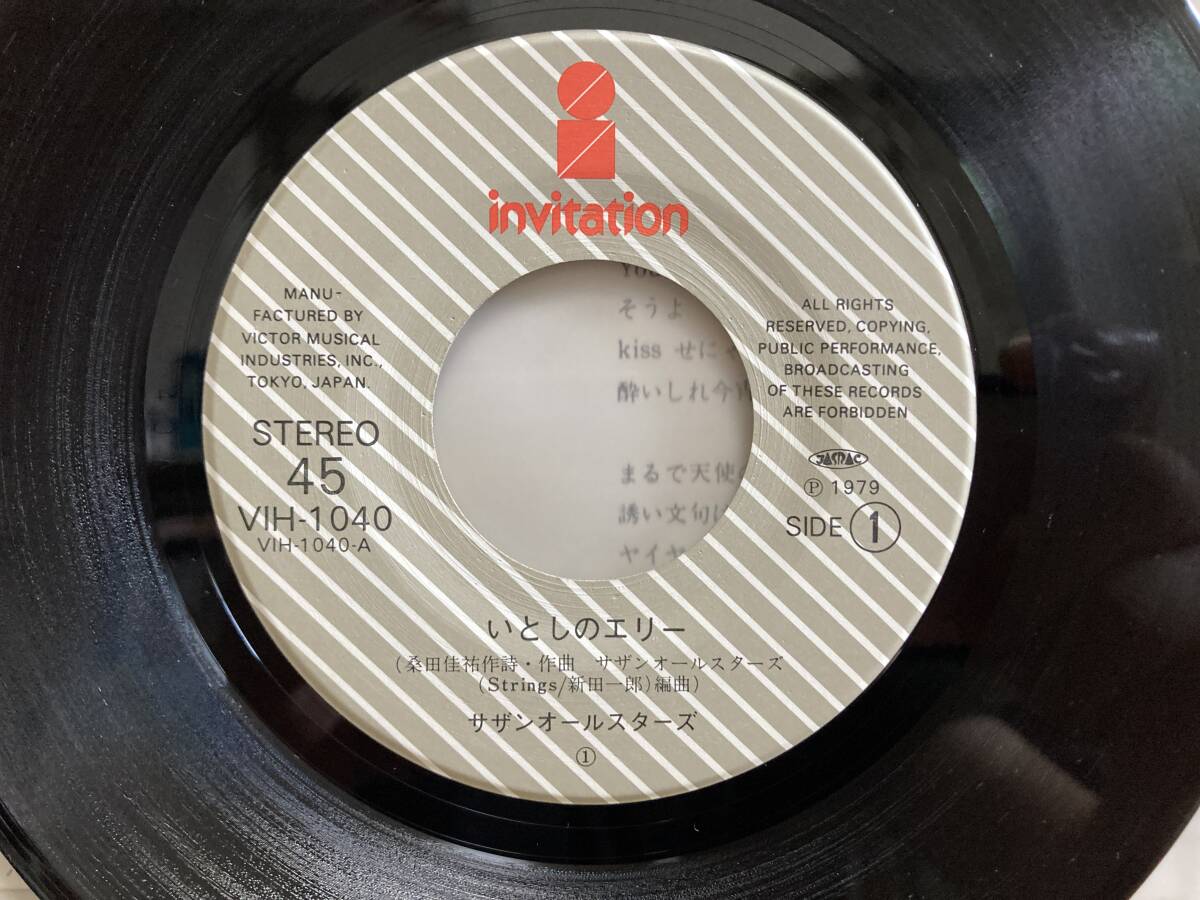 invitation
MANU-
FACTURED BY
VICTOR MUSICAL
INDUSTRIES, INC.,
TOKYO, JAPAN.
STEREO
45
VIH-1040
VIH-1040-A
ALL RIGHTS
RESERVED, COPYING,
PUBLIC PERFORMANCE,
BROADCASTING
OF THESE RECORDS
ARE FORBIDDEN
JASRAC
Ⓟ 1979
SIDE 1
そうよ
kiss せに
酔いしれ今
まるで天使
誘い文句
ヤイヤ
いとしのエリー
(桑田佳祐作詩・作曲 サザンオールスターズ
(Strings/新田一郎)編曲)
サザンオールスターズ
①